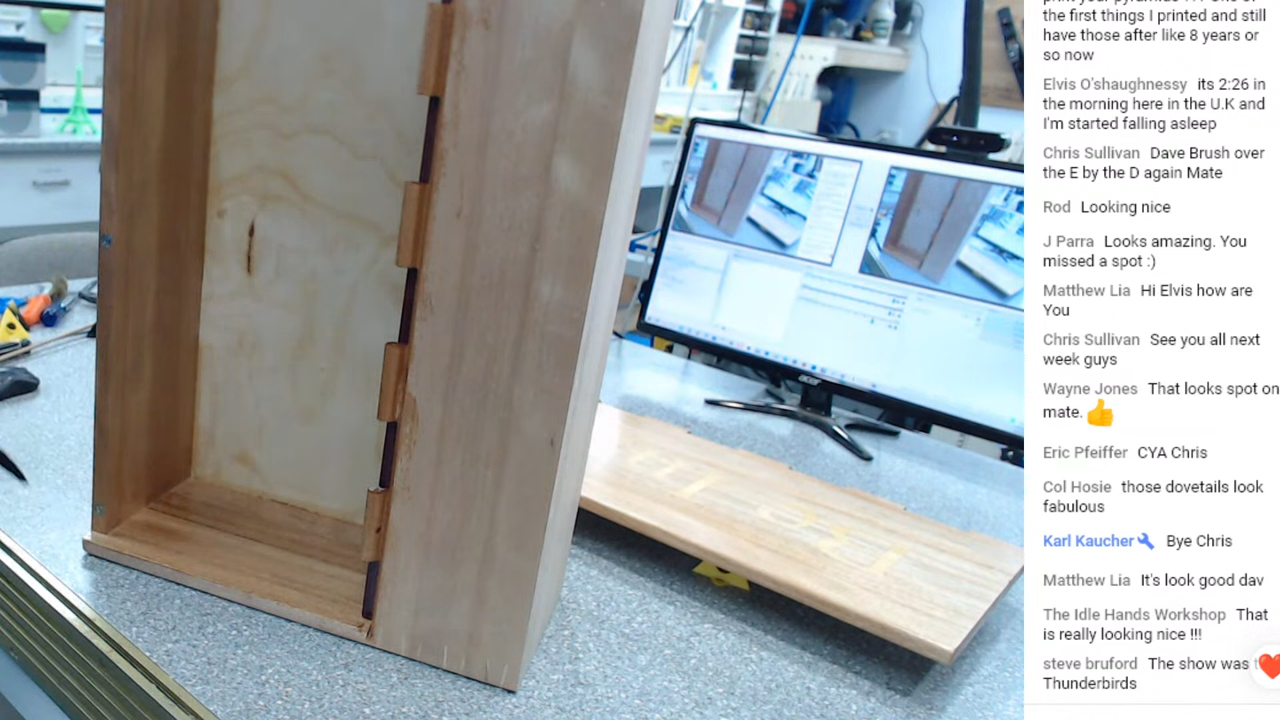 the first things I printed and still
have those after like 8 years or
so now
Elvis O'shaughnessy its 2:26 in
the morning here in the U.K and
I'm started falling asleep
Chris Sullivan Dave Brush over
the E by the D again Mate
Rod Looking nice
J Parra Looks amazing. You
missed a spot :)
Matthew Lia Hi Elvis how are
You
Chris Sullivan See you all next
week guys
Wayne Jones That looks spot on
mate.
Eric Pfeiffer CYA Chris
Col Hosie those dovetails look
fabulous
Karl Kaucher Bye Chris
Matthew Lia It's look good dav
The Idle Hands Workshop That
is really looking nice !!!
steve bruford The show was
Thunderbirds
acer